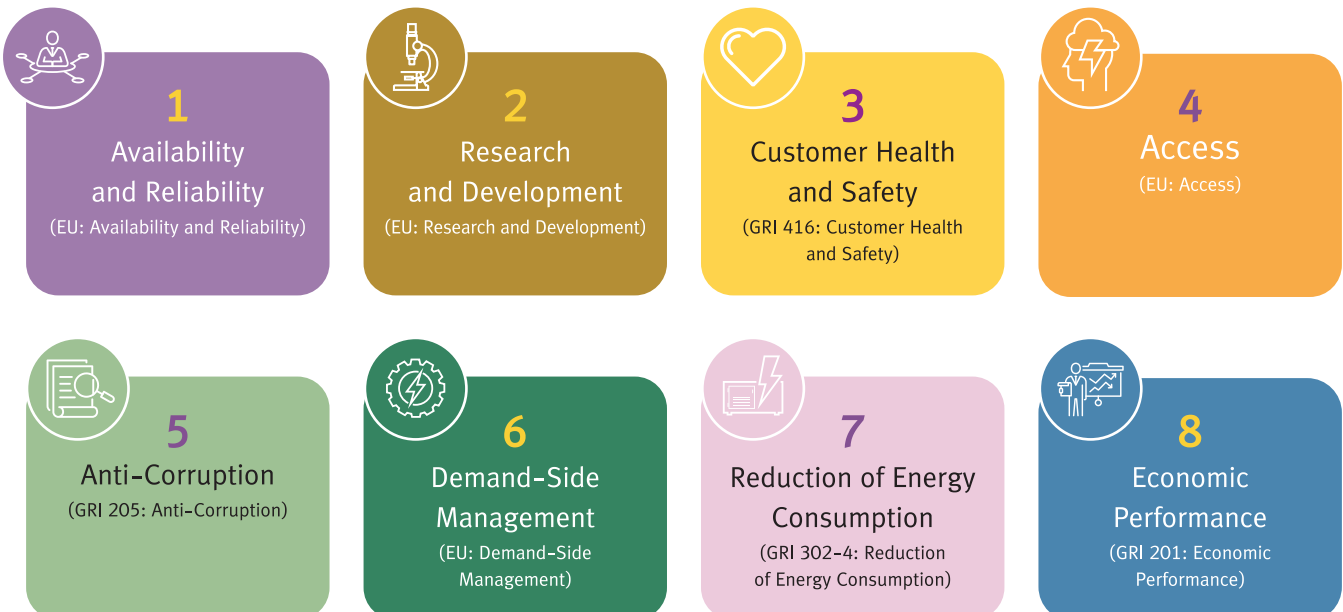 1
Availability
and Reliability
(EU: Availability and Reliability)
2
Research
and Development
(EU: Research and Development)
3
Customer Health
and Safety
(GRI 416: Customer Health
and Safety)
4
Access
(EU: Access)
5
Anti-Corruption
(GRI 205: Anti-Corruption)
6
Demand-Side
Management
(EU: Demand-Side
Management)
7
Reduction of Energy
Consumption
(GRI 302-4: Reduction
of Energy Consumption)
8
Economic
Performance
(GRI 201: Economic
Performance)